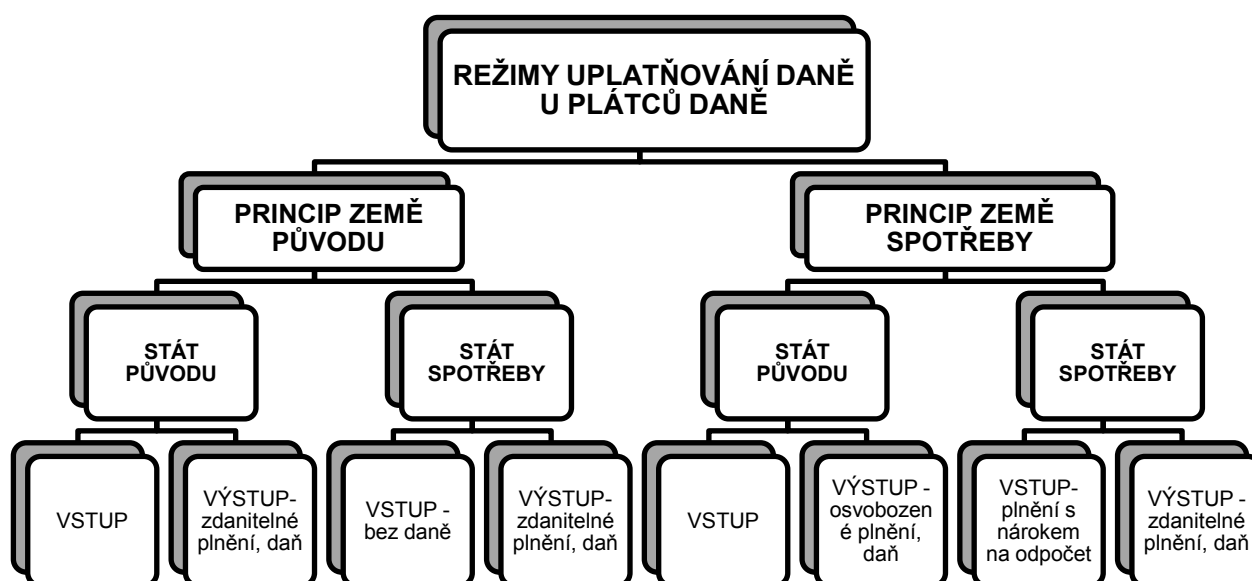 REŽIMY UPLATŇOVÁNÍ DANĚ
U PLÁTCŮ DANĚ
PRINCIP ZEMĚ
PŮVODU
PRINCIP ZEMĚ
SPOTŘEBY
STÁT
PŮVODU
STÁT
SPOTŘEBY
STÁT
PŮVODU
STÁT
SPOTŘEBY
VSTUP
VÝSTUP-
zdanitelné
plnění, daň
VSTUP -
bez daně
VÝSTUP-
zdanitelné
plnění, daň
VSTUP
VÝSTUP -
osvobozen
é plnění,
daň
VSTUP-
plnění s
nárokem
na odpočet
VÝSTUP -
zdanitelné
plnění, daň